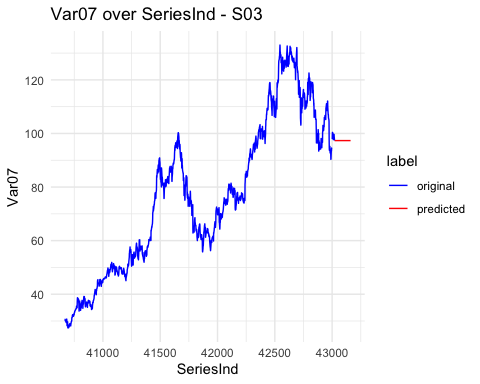 Var07 over SeriesInd - S03
120
100
80
60
40
Var07
41000 41500 42000 42500 43000
SeriesInd
label
original
predicted